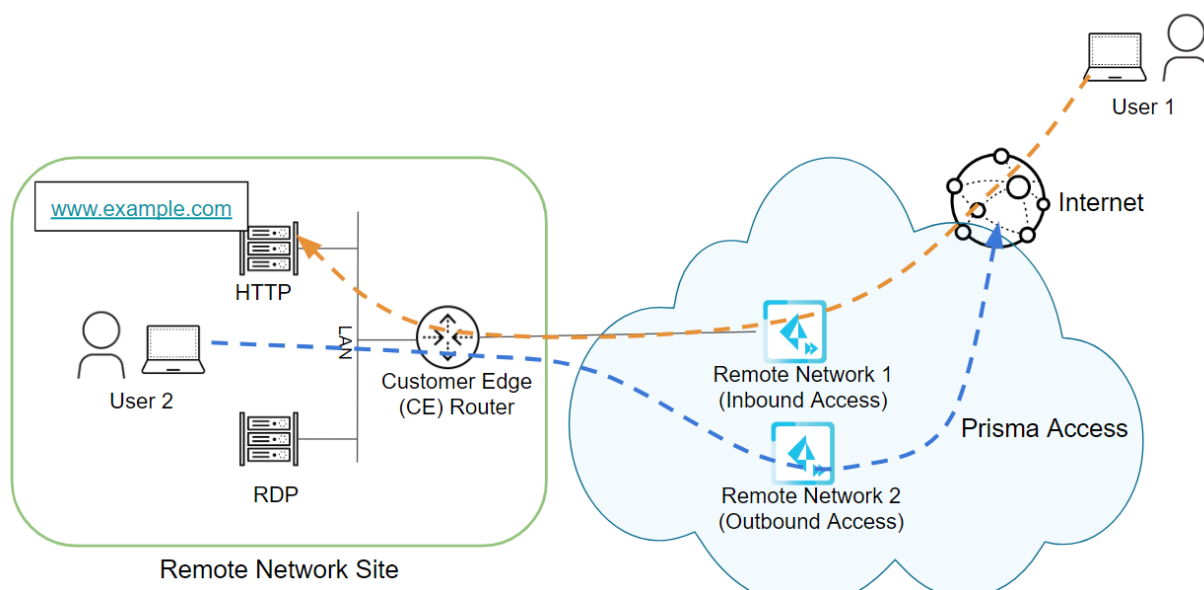 User 1
Internet
www.example.com
HTTP
LAN
User 2
Customer Edge
(CE) Router
RDP
Remote Network 1
(Inbound Access)
Prisma Access
Remote Network 2
(Outbound Access)
Remote Network Site